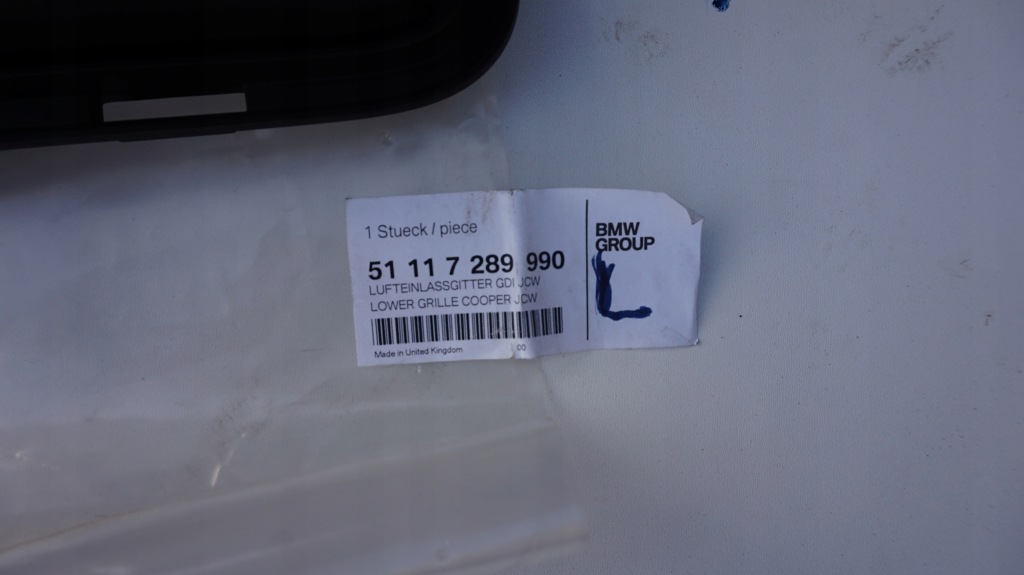 1 Stueck / piece
51 11 7 289 990
LUFTEINLASSGITTER GDI JCW
LOWER GRILLE COOPER JCW
Made in United Kingdom 00
BMW
GROUP
L